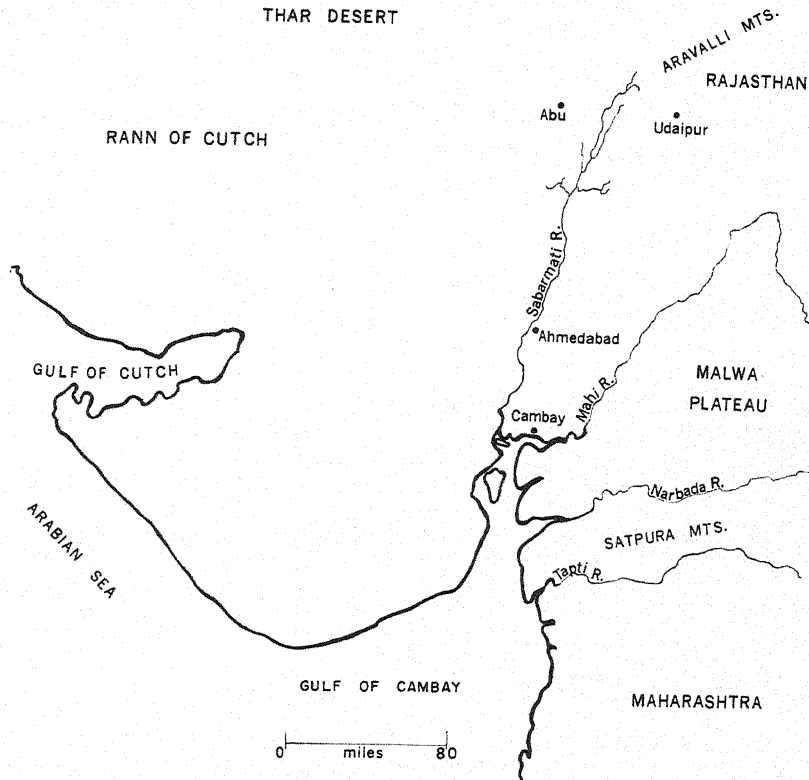 THAR DESERT
ARAVALLI MTS.
RAJASTHAN
Abu
Udaipur
RANN OF CUTCH
Sabarmati R.
Ahmedabad
GULF OF CUTCH
MALWA
PLATEAU
Mahi R.
Cambay
Narbada R.
ARABIAN SEA
SATPURA MTS.
Tapti R.
GULF OF CAMBAY
MAHARASHTRA
0 miles 80